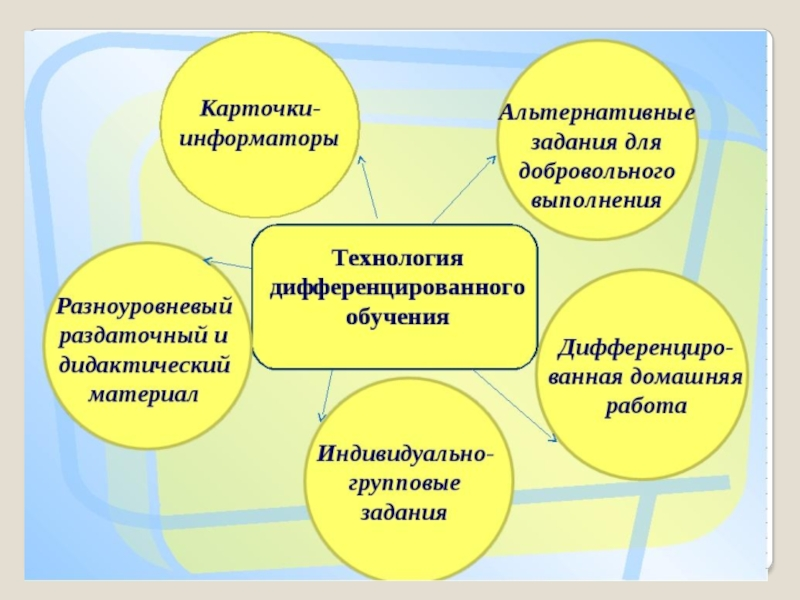 Карточки-
информаторы
Альтернативные
задания для
добровольного
выполнения
Технология
дифференцированного
обучения
Разноуровневый
раздаточный и
дидактический
материал
Дифференциро-
ванная домашняя
работа
Индивидуально-
групповые
задания